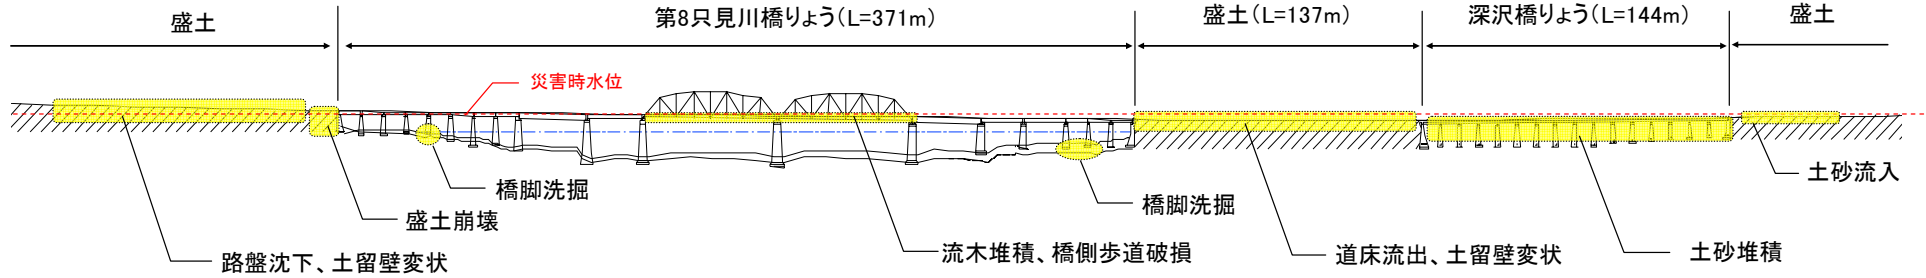 盛土
第8只見川橋りょう(L=371m)
盛土(L=137m)
深沢橋りょう(L=144m)
盛土
災害時水位
橋脚洗掘
盛土崩壊
路盤沈下、土留壁変状
流木堆積、橋側歩道破損
橋脚洗掘
道床流出、土留壁変状
土砂堆積
土砂流入